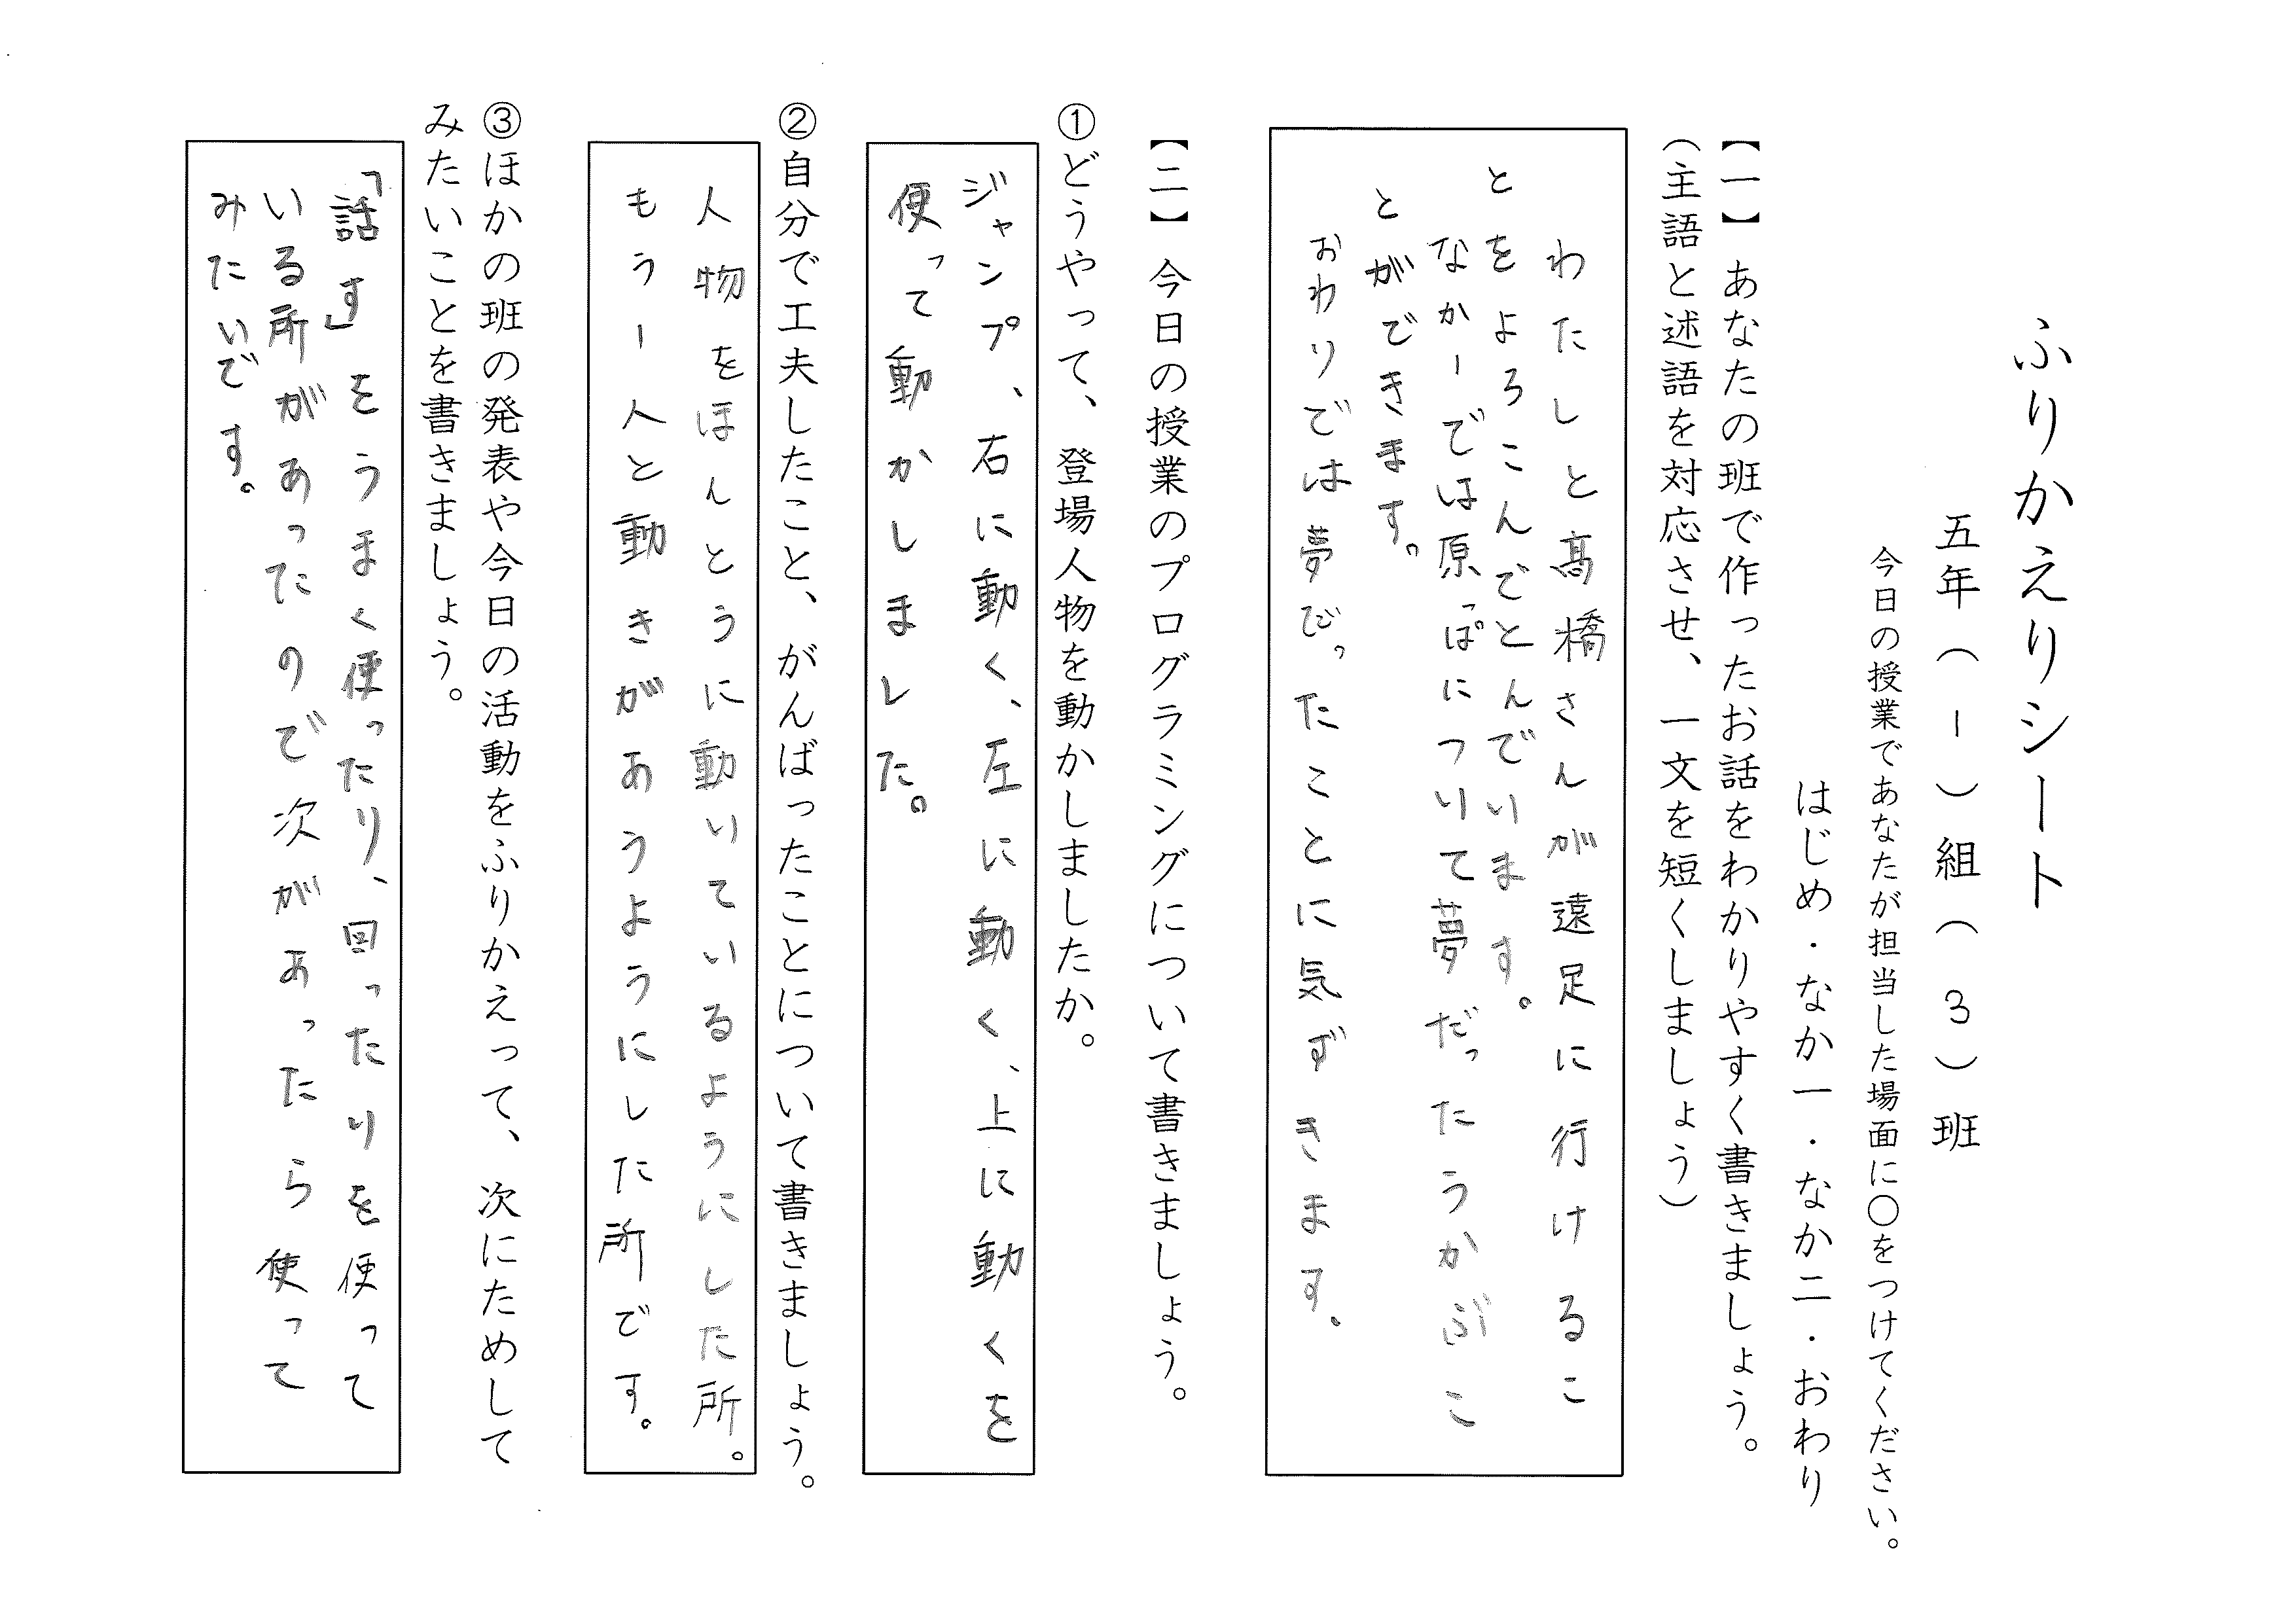 ふりかえりシート
五年（１）組（３）班
今日の授業であなたが担当した場面に○をつけてください。
はじめ・なか一・なか二・おわり
【一】あなたの班で作ったお話をわかりやすく書きましょう。
（主語と述語を対応させ、一文を短くしましょう）
わたしと髙橋さんが遠足に行けるこ
とをよろこんでとんでいます。
なか一では原っぱについて夢だったうかぶこ
とができます。
おわりでは夢だったことに気ずきます。
【二】今日の授業のプログラミングについて書きましょう。
①どうやって、登場人物を動かしましたか。
ジャンプ、右に動く、左に動く、上に動くを
使って動かしました。
②自分で工夫したこと、がんばったことについて書きましょう。
人物をほんとうに動いているようにした所。
もう一人と動きがあうようにした所です。
③ほかの班の発表や今日の活動をふりかえって、次にためして
みたいことを書きましょう。
「話す」をうまく使ったり、回ったりを使って
いる所があったので次があったら使って
みたいです。